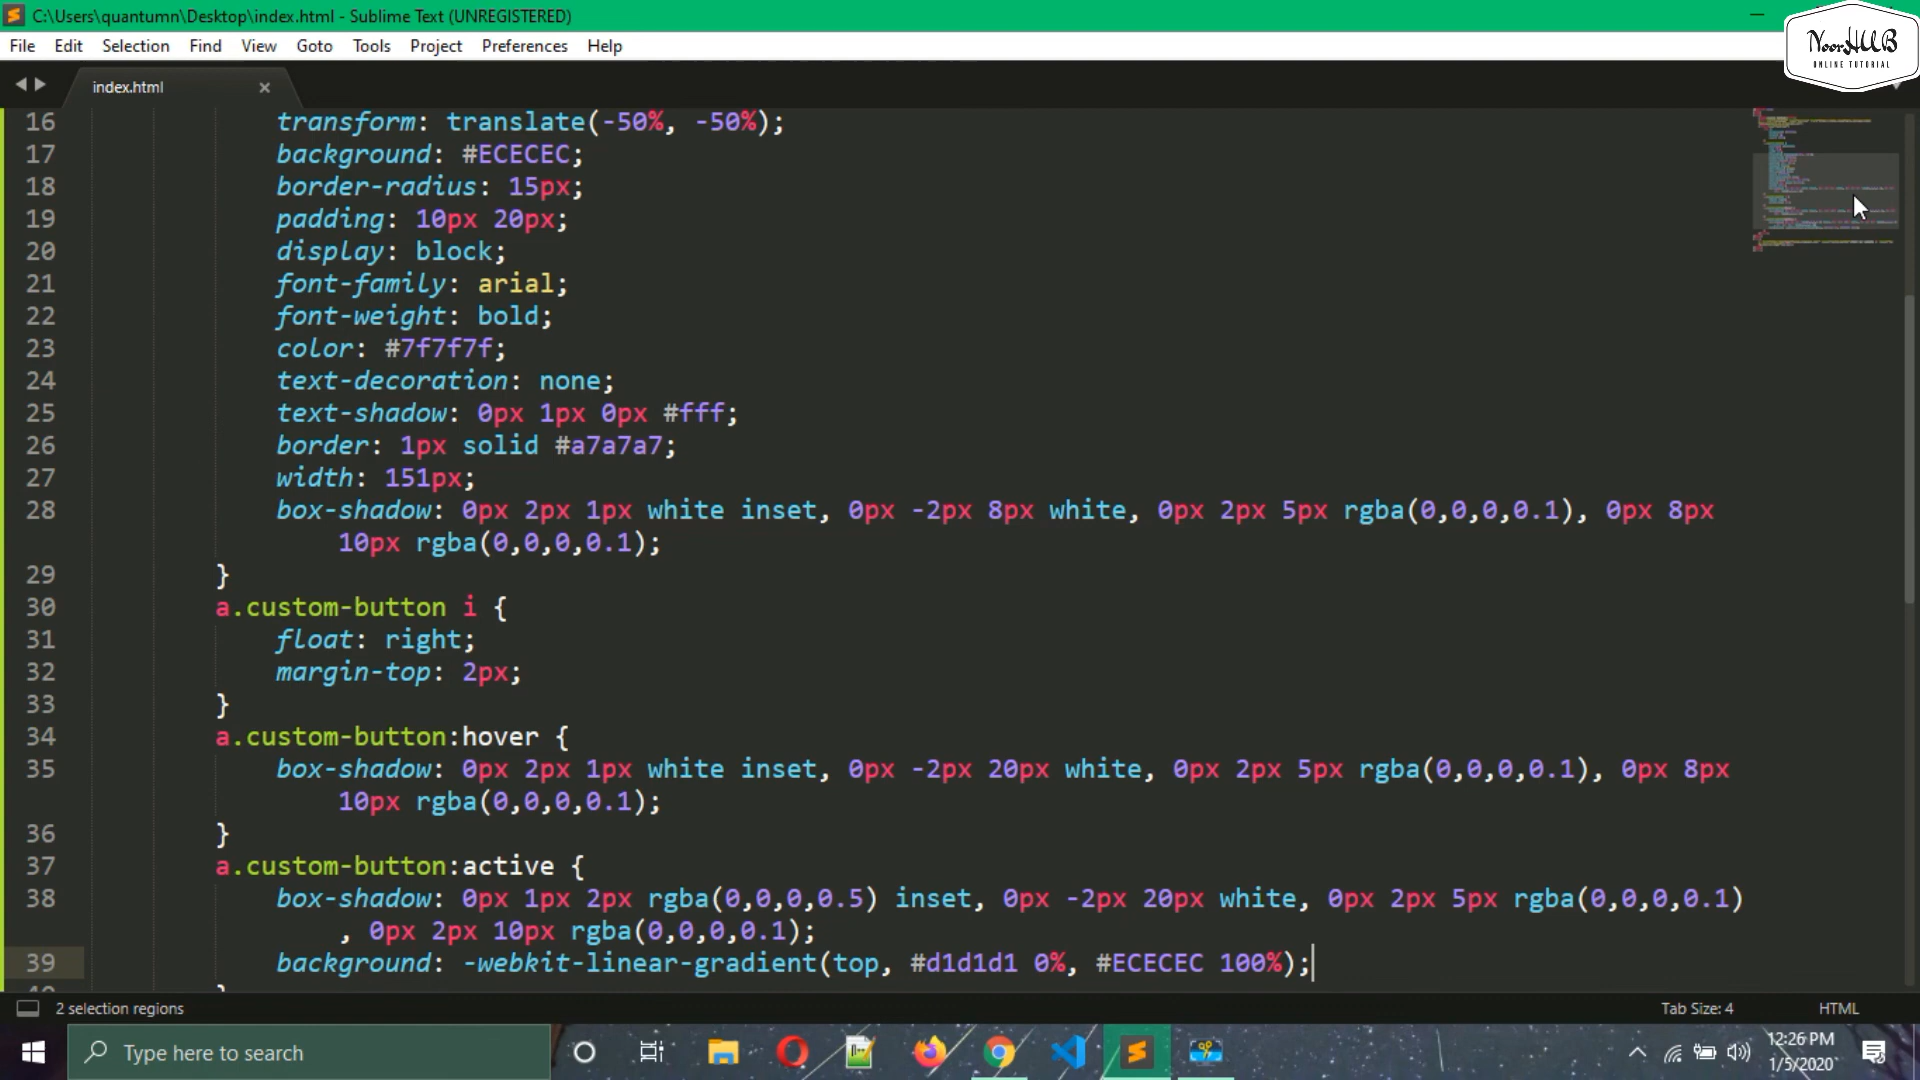 C:\Users\quantumn\Desktop\index.html - Sublime Text (UNREGISTERED)
File Edit Selection Find View Goto Tools Project Preferences Help
NoorHUB
ONLINE TUTORIAL
index.html ×
16 transform: translate(-50%, -50%);
17 background: #ECECEC;
18 border-radius: 15px;
19 padding: 10px 20px;
20 display: block;
21 font-family: arial;
22 font-weight: bold;
23 color: #7f7f7f;
24 text-decoration: none;
25 text-shadow: 0px 1px 0px #fff;
26 border: 1px solid #a7a7a7;
27 width: 151px;
28 box-shadow: 0px 2px 1px white inset, 0px -2px 8px white, 0px 2px 5px rgba(0,0,0,0.1), 0px 8px
10px rgba(0,0,0,0.1);
29 }
30 a.custom-button i {
31 float: right;
32 margin-top: 2px;
33 }
34 a.custom-button:hover {
35 box-shadow: 0px 2px 1px white inset, 0px -2px 20px white, 0px 2px 5px rgba(0,0,0,0.1), 0px 8px
10px rgba(0,0,0,0.1);
36 }
37 a.custom-button:active {
38 box-shadow: 0px 1px 2px rgba(0,0,0,0.5) inset, 0px -2px 20px white, 0px 2px 5px rgba(0,0,0,0.1)
, 0px 2px 10px rgba(0,0,0,0.1);
39 background: -webkit-linear-gradient(top, #d1d1d1 0%, #ECECEC 100%);
2 selection regions
Tab Size: 4
HTML
Type here to search
12:26 PM
1/5/2020